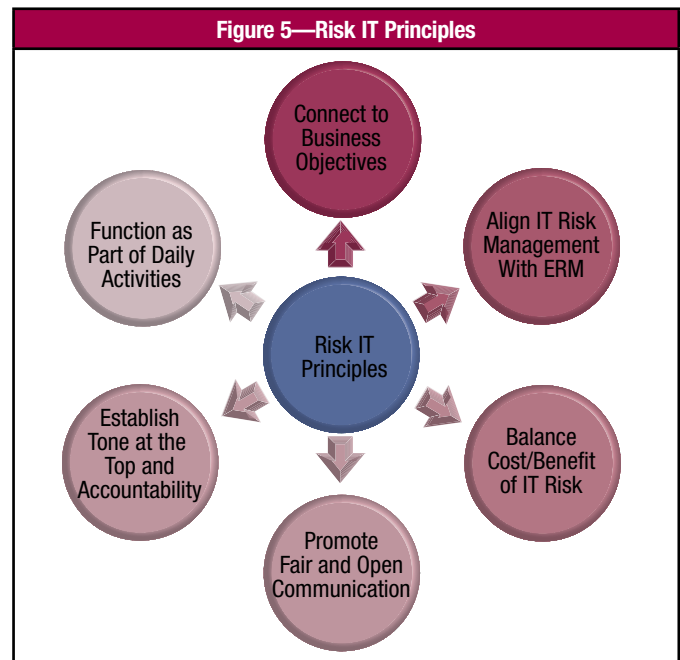 Figure 5—Risk IT Principles
Connect to
Business
Objectives
Align IT Risk
Management
With ERM
Balance
Cost/Benefit
of IT Risk
Promote
Fair and Open
Communication
Establish
Tone at the
Top and
Accountability
Function as
Part of Daily
Activities
Risk IT
Principles